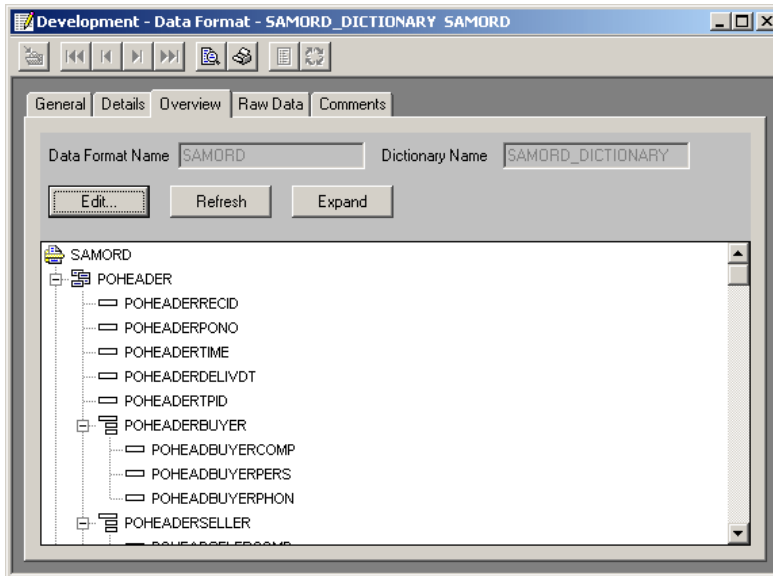 Development - Data Format - SAMORD_DICTIONARY SAMORD
General Details Overview Raw Data Comments
Data Format Name SAMORD Dictionary Name SAMORD_DICTIONARY
Edit... Refresh Expand
SAMORD
POHEADER
POHEADERRECID
POHEADERPONO
POHEADERTIME
POHEADERDELIVDT
POHEADERTPID
POHEADERBUYER
POHEADBUYERCOMP
POHEADBUYERPERS
POHEADBUYERPHON
POHEADERSELLER